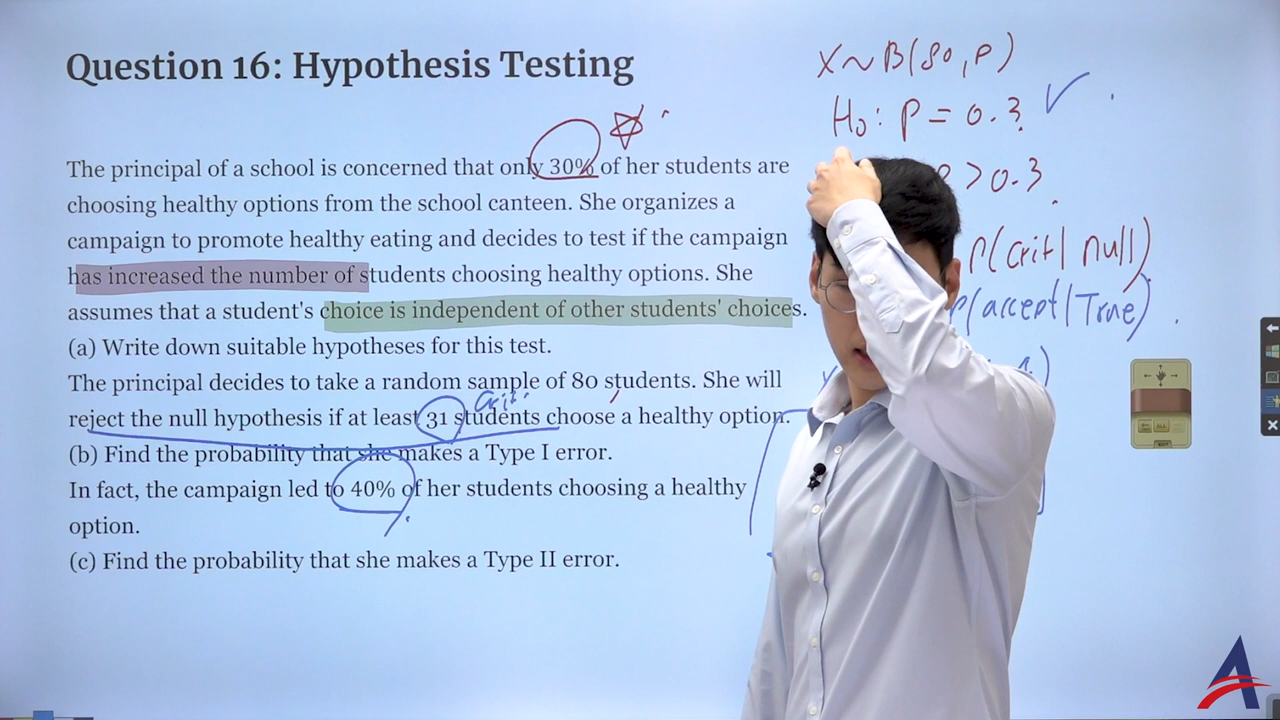 Question 16: Hypothesis Testing
The principal of a school is concerned that only 30% of her students are
choosing healthy options from the school canteen. She organizes a
campaign to promote healthy eating and decides to test if the campaign
has increased the number of students choosing healthy options. She
assumes that a student's choice is independent of other students' choices.
(a) Write down suitable hypotheses for this test.
The principal decides to take a random sample of 80 students. She will
crit.
reject the null hypothesis if at least 31 students choose a healthy option.
(b) Find the probability that she makes a Type I error.
In fact, the campaign led to 40% of her students choosing a healthy
option.
(c) Find the probability that she makes a Type II error.
X~B(80,P)
H₀: P = 0.3
P > 0.3
P(crit | null)
P(accept | True)
ALL